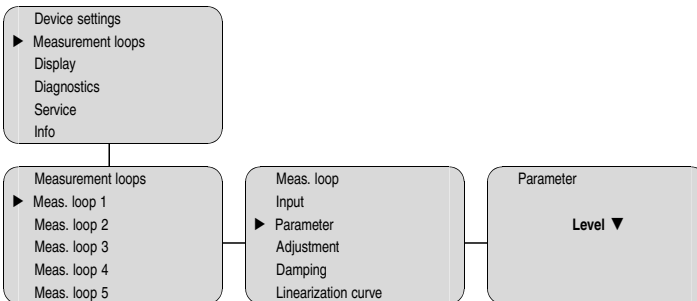 Device settings
▶ Measurement loops
Display
Diagnostics
Service
Info
Measurement loops
▶ Meas. loop 1
Meas. loop 2
Meas. loop 3
Meas. loop 4
Meas. loop 5
Meas. loop
Input
▶ Parameter
Adjustment
Damping
Linearization curve
Parameter
Level ▼